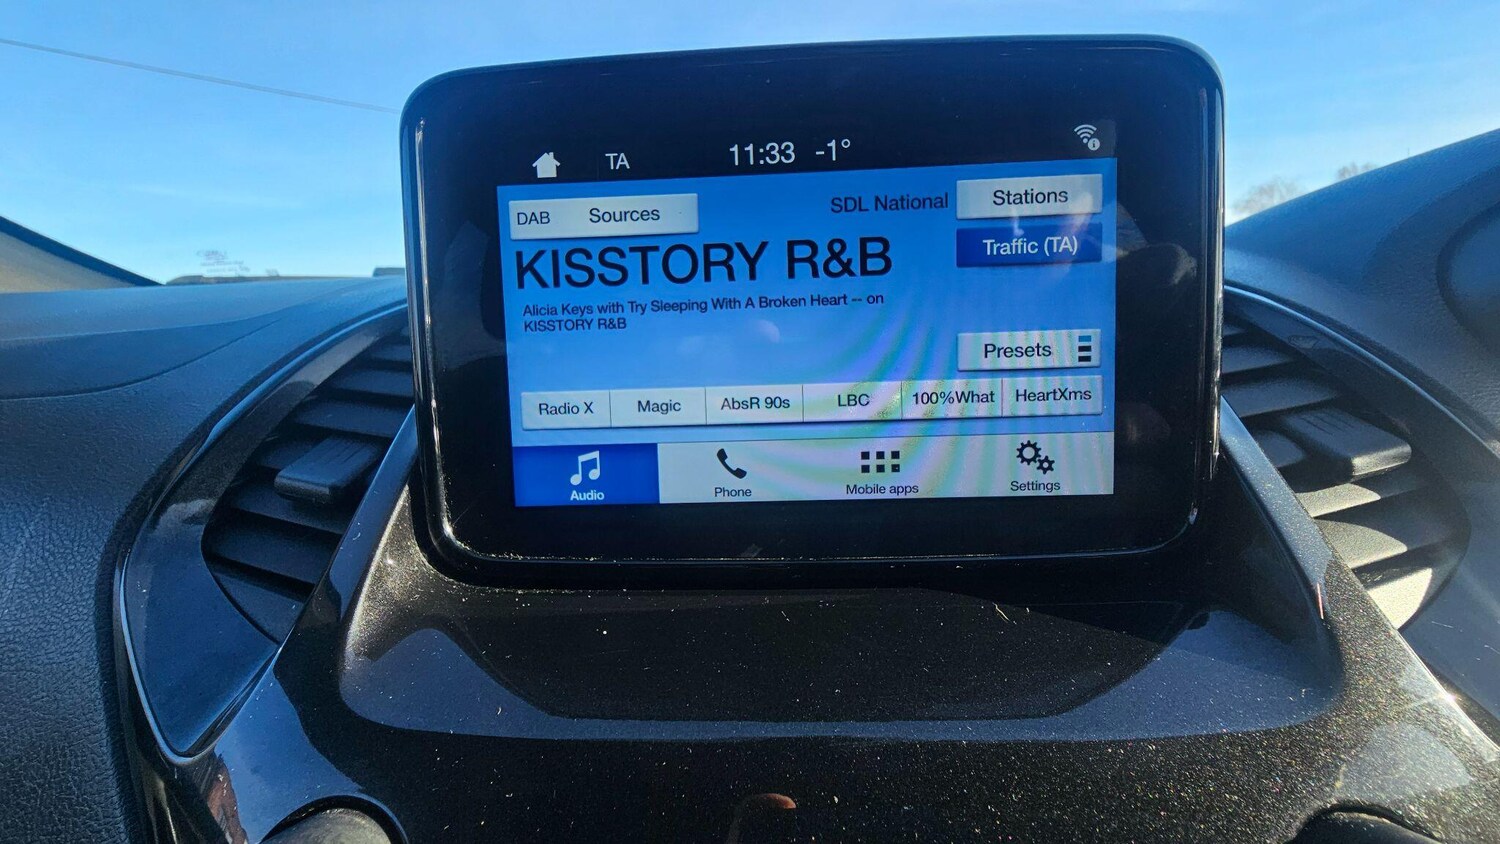 TA 11:33 -1°
DAB Sources SDL National Stations
KISSTORY R&B Traffic (TA)
Alicia Keys with Try Sleeping With A Broken Heart -- on
KISSTORY R&B
Presets
Radio X Magic AbsR 90s LBC 100%What HeartXms
Audio Phone Mobile apps Settings